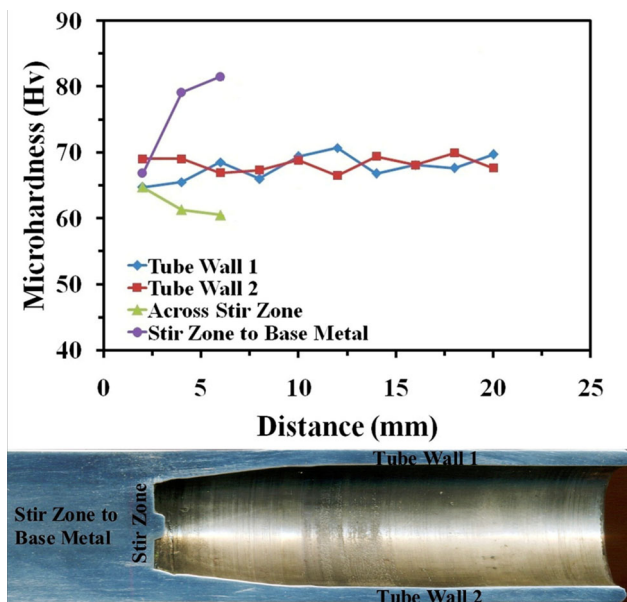 90
80
70
60
50
40
Microhardness (Hv)
Tube Wall 1
Tube Wall 2
Across Stir Zone
Stir Zone to Base Metal
0 5 10 15 20 25
Distance (mm)
Tube Wall 1
Stir Zone to
Base Metal
Stir Zone
Tube Wall 2